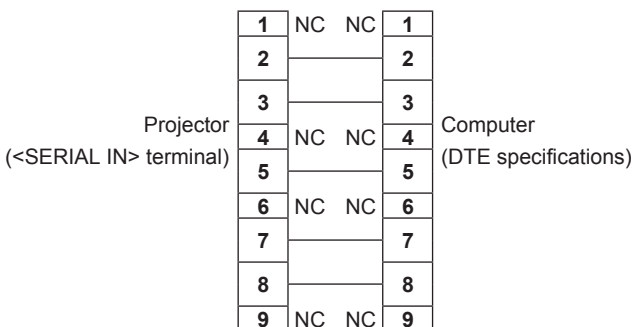 1 NC NC 1
2 2
3 3
Projector
(<SERIAL IN> terminal)
4 NC NC 4
Computer
(DTE specifications)
5 5
6 NC NC 6
7 7
8 8
9 NC NC 9